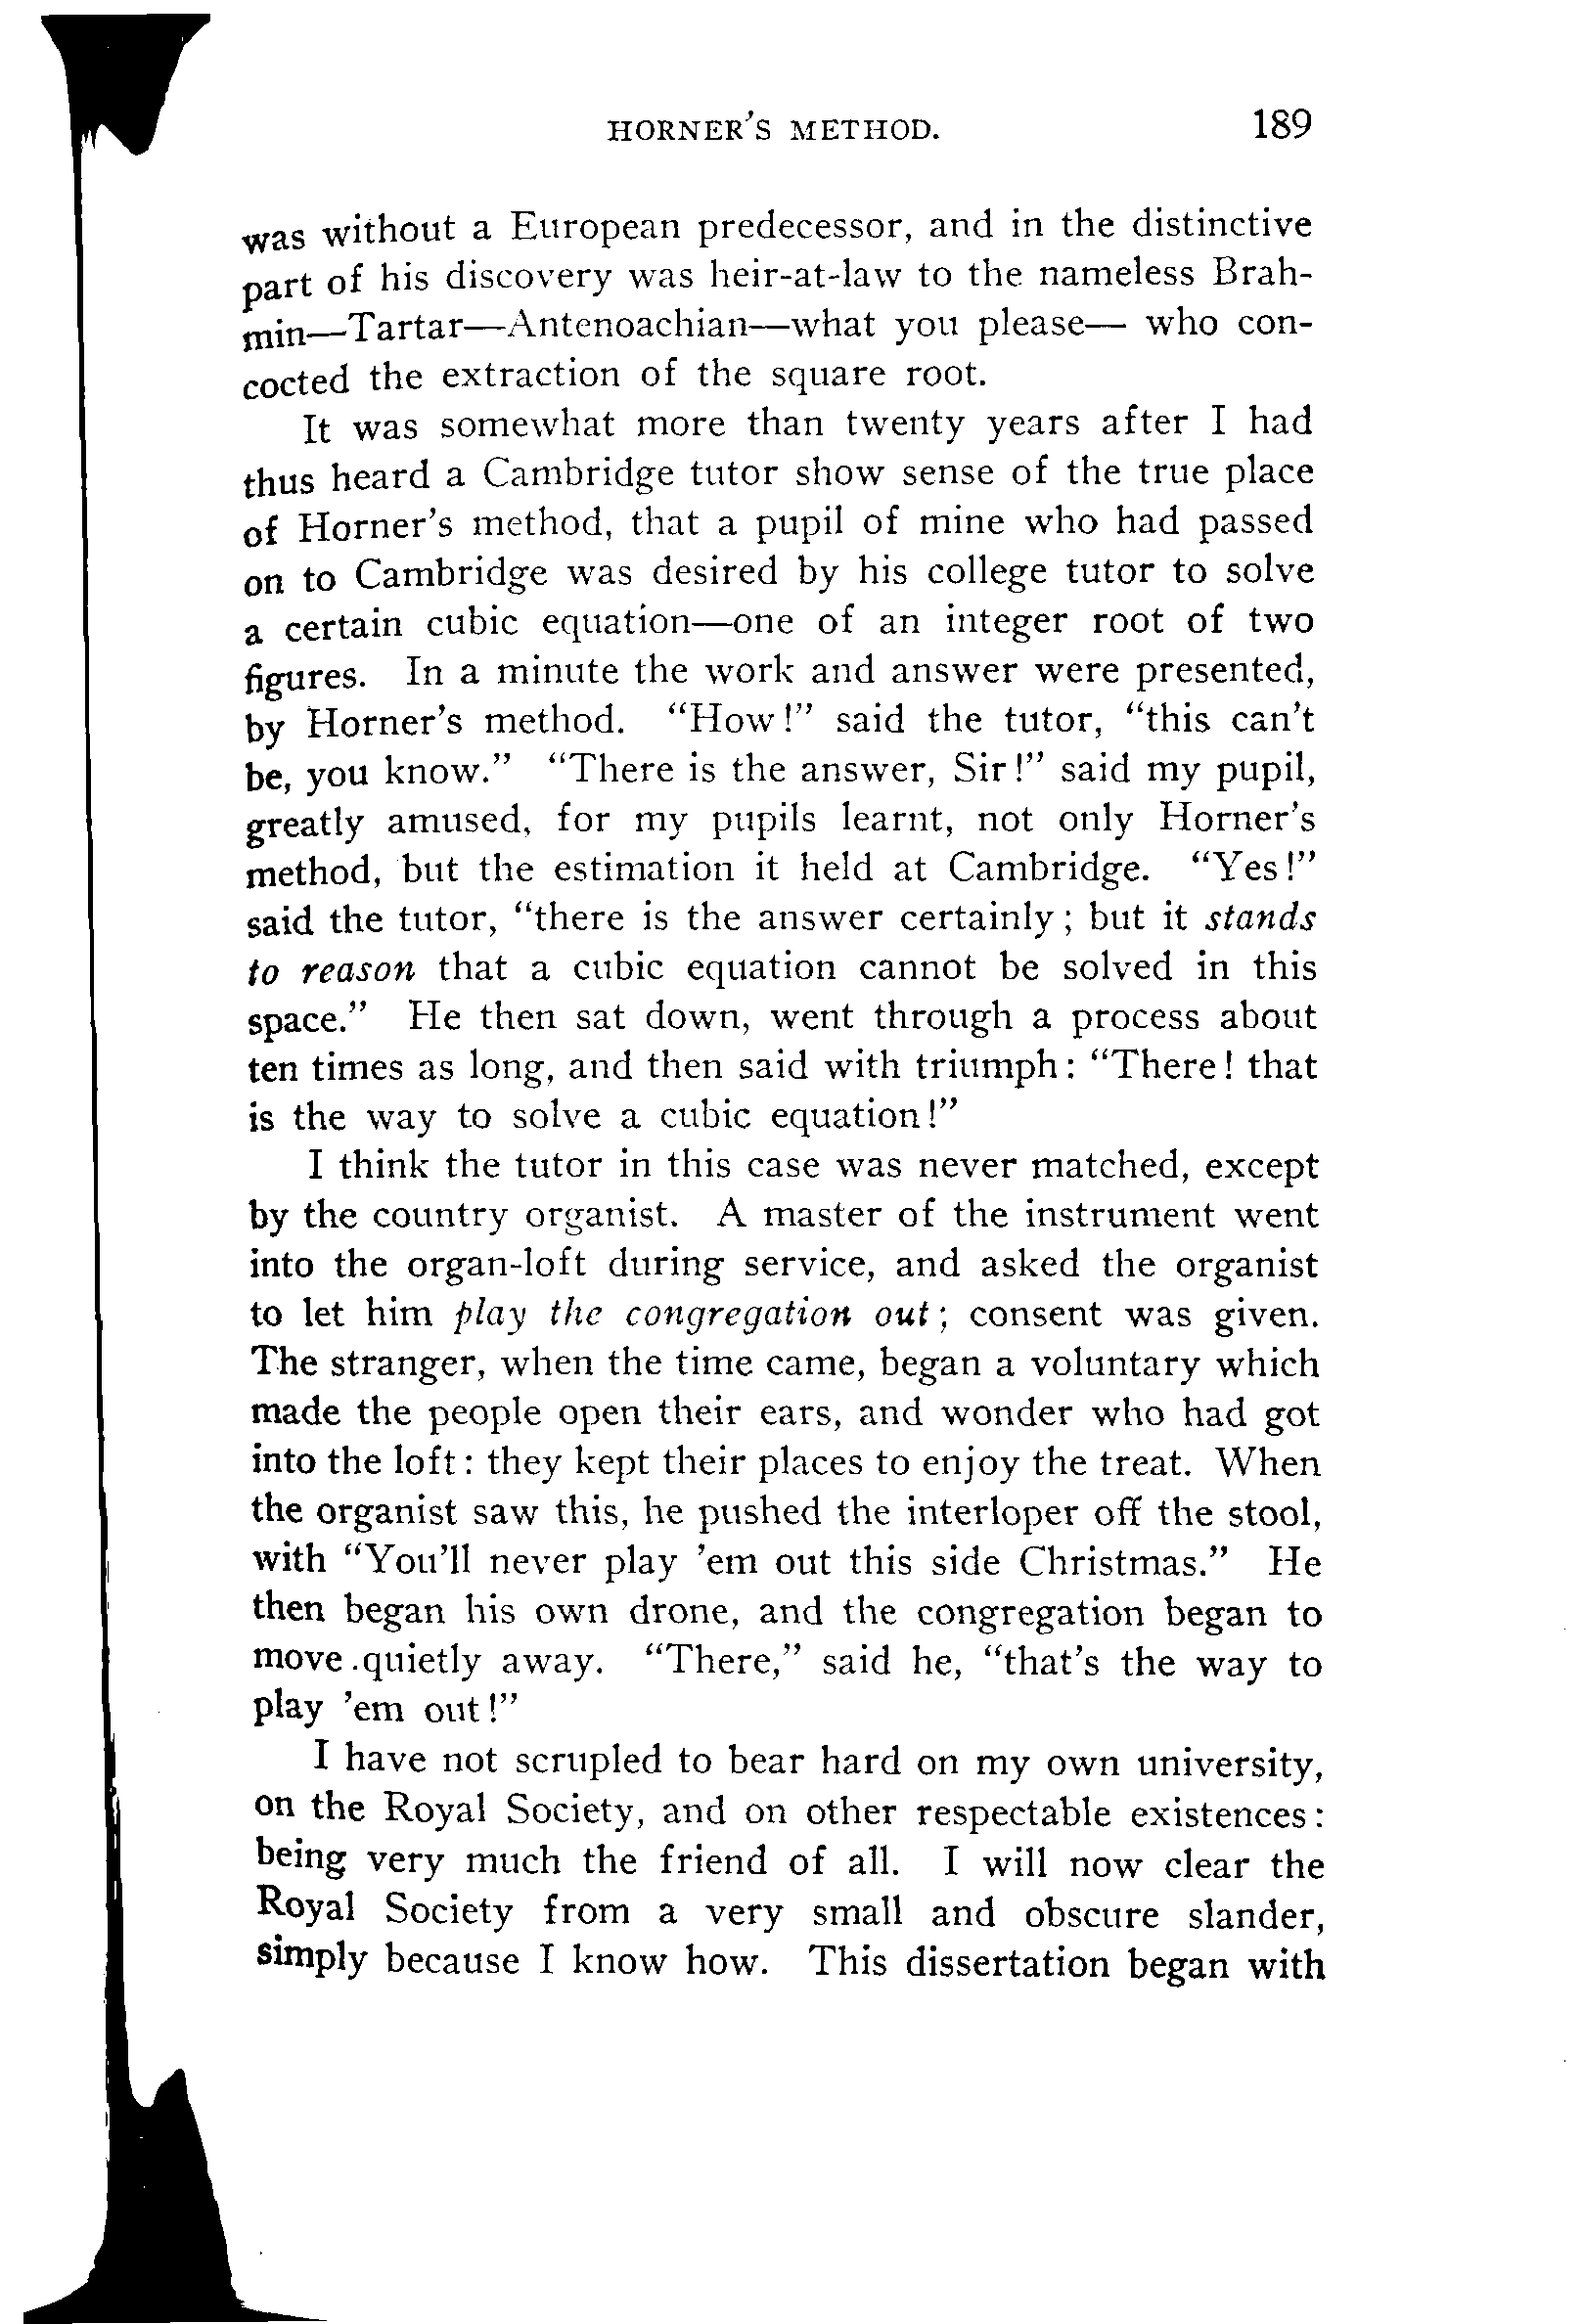 HORNER'S METHOD. 189
was without a European predecessor, and in the distinctive
part of his discovery was heir-at-law to the nameless Brah-
min—Tartar—Antenoachian—what you please— who con-
cocted the extraction of the square root.
It was somewhat more than twenty years after I had
thus heard a Cambridge tutor show sense of the true place
of Horner's method, that a pupil of mine who had passed
on to Cambridge was desired by his college tutor to solve
a certain cubic equation—one of an integer root of two
figures. In a minute the work and answer were presented,
by Horner's method. "How!" said the tutor, "this can't
be, you know." "There is the answer, Sir!" said my pupil,
greatly amused, for my pupils learnt, not only Horner's
method, but the estimation it held at Cambridge. "Yes!"
said the tutor, "there is the answer certainly; but it stands
to reason that a cubic equation cannot be solved in this
space." He then sat down, went through a process about
ten times as long, and then said with triumph: "There! that
is the way to solve a cubic equation!"
I think the tutor in this case was never matched, except
by the country organist. A master of the instrument went
into the organ-loft during service, and asked the organist
to let him play the congregation out; consent was given.
The stranger, when the time came, began a voluntary which
made the people open their ears, and wonder who had got
into the loft: they kept their places to enjoy the treat. When
the organist saw this, he pushed the interloper off the stool,
with "You'll never play 'em out this side Christmas." He
then began his own drone, and the congregation began to
move quietly away. "There," said he, "that's the way to
play 'em out!"
I have not scrupled to bear hard on my own university,
on the Royal Society, and on other respectable existences:
being very much the friend of all. I will now clear the
Royal Society from a very small and obscure slander,
simply because I know how. This dissertation began with